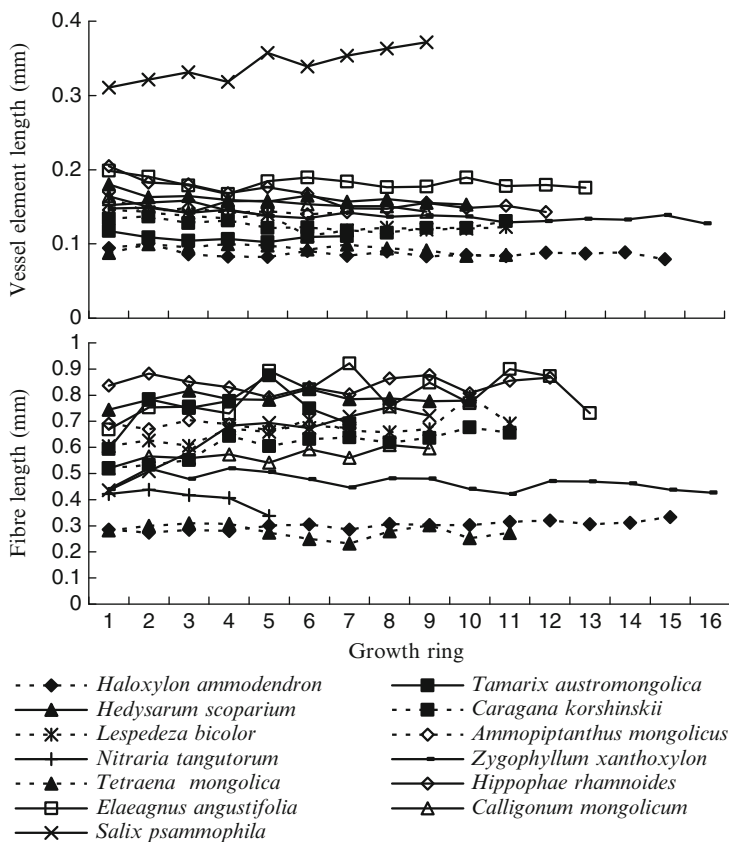 0.4
0.3
0.2
0.1
0
Vessel element length (mm)
1
0.9
0.8
0.7
0.6
0.5
0.4
0.3
0.2
0.1
0
Fibre length (mm)
1 2 3 4 5 6 7 8 9 10 11 12 13 14 15 16
Growth ring
Haloxylon ammodendron
Hedysarum scoparium
Lespedeza bicolor
Nitraria tangutorum
Tetraena mongolica
Elaeagnus angustifolia
Salix psammophila
Tamarix austromongolica
Caragana korshinskii
Ammopiptanthus mongolicus
Zygophyllum xanthoxylon
Hippophae rhamnoides
Calligonum mongolicum